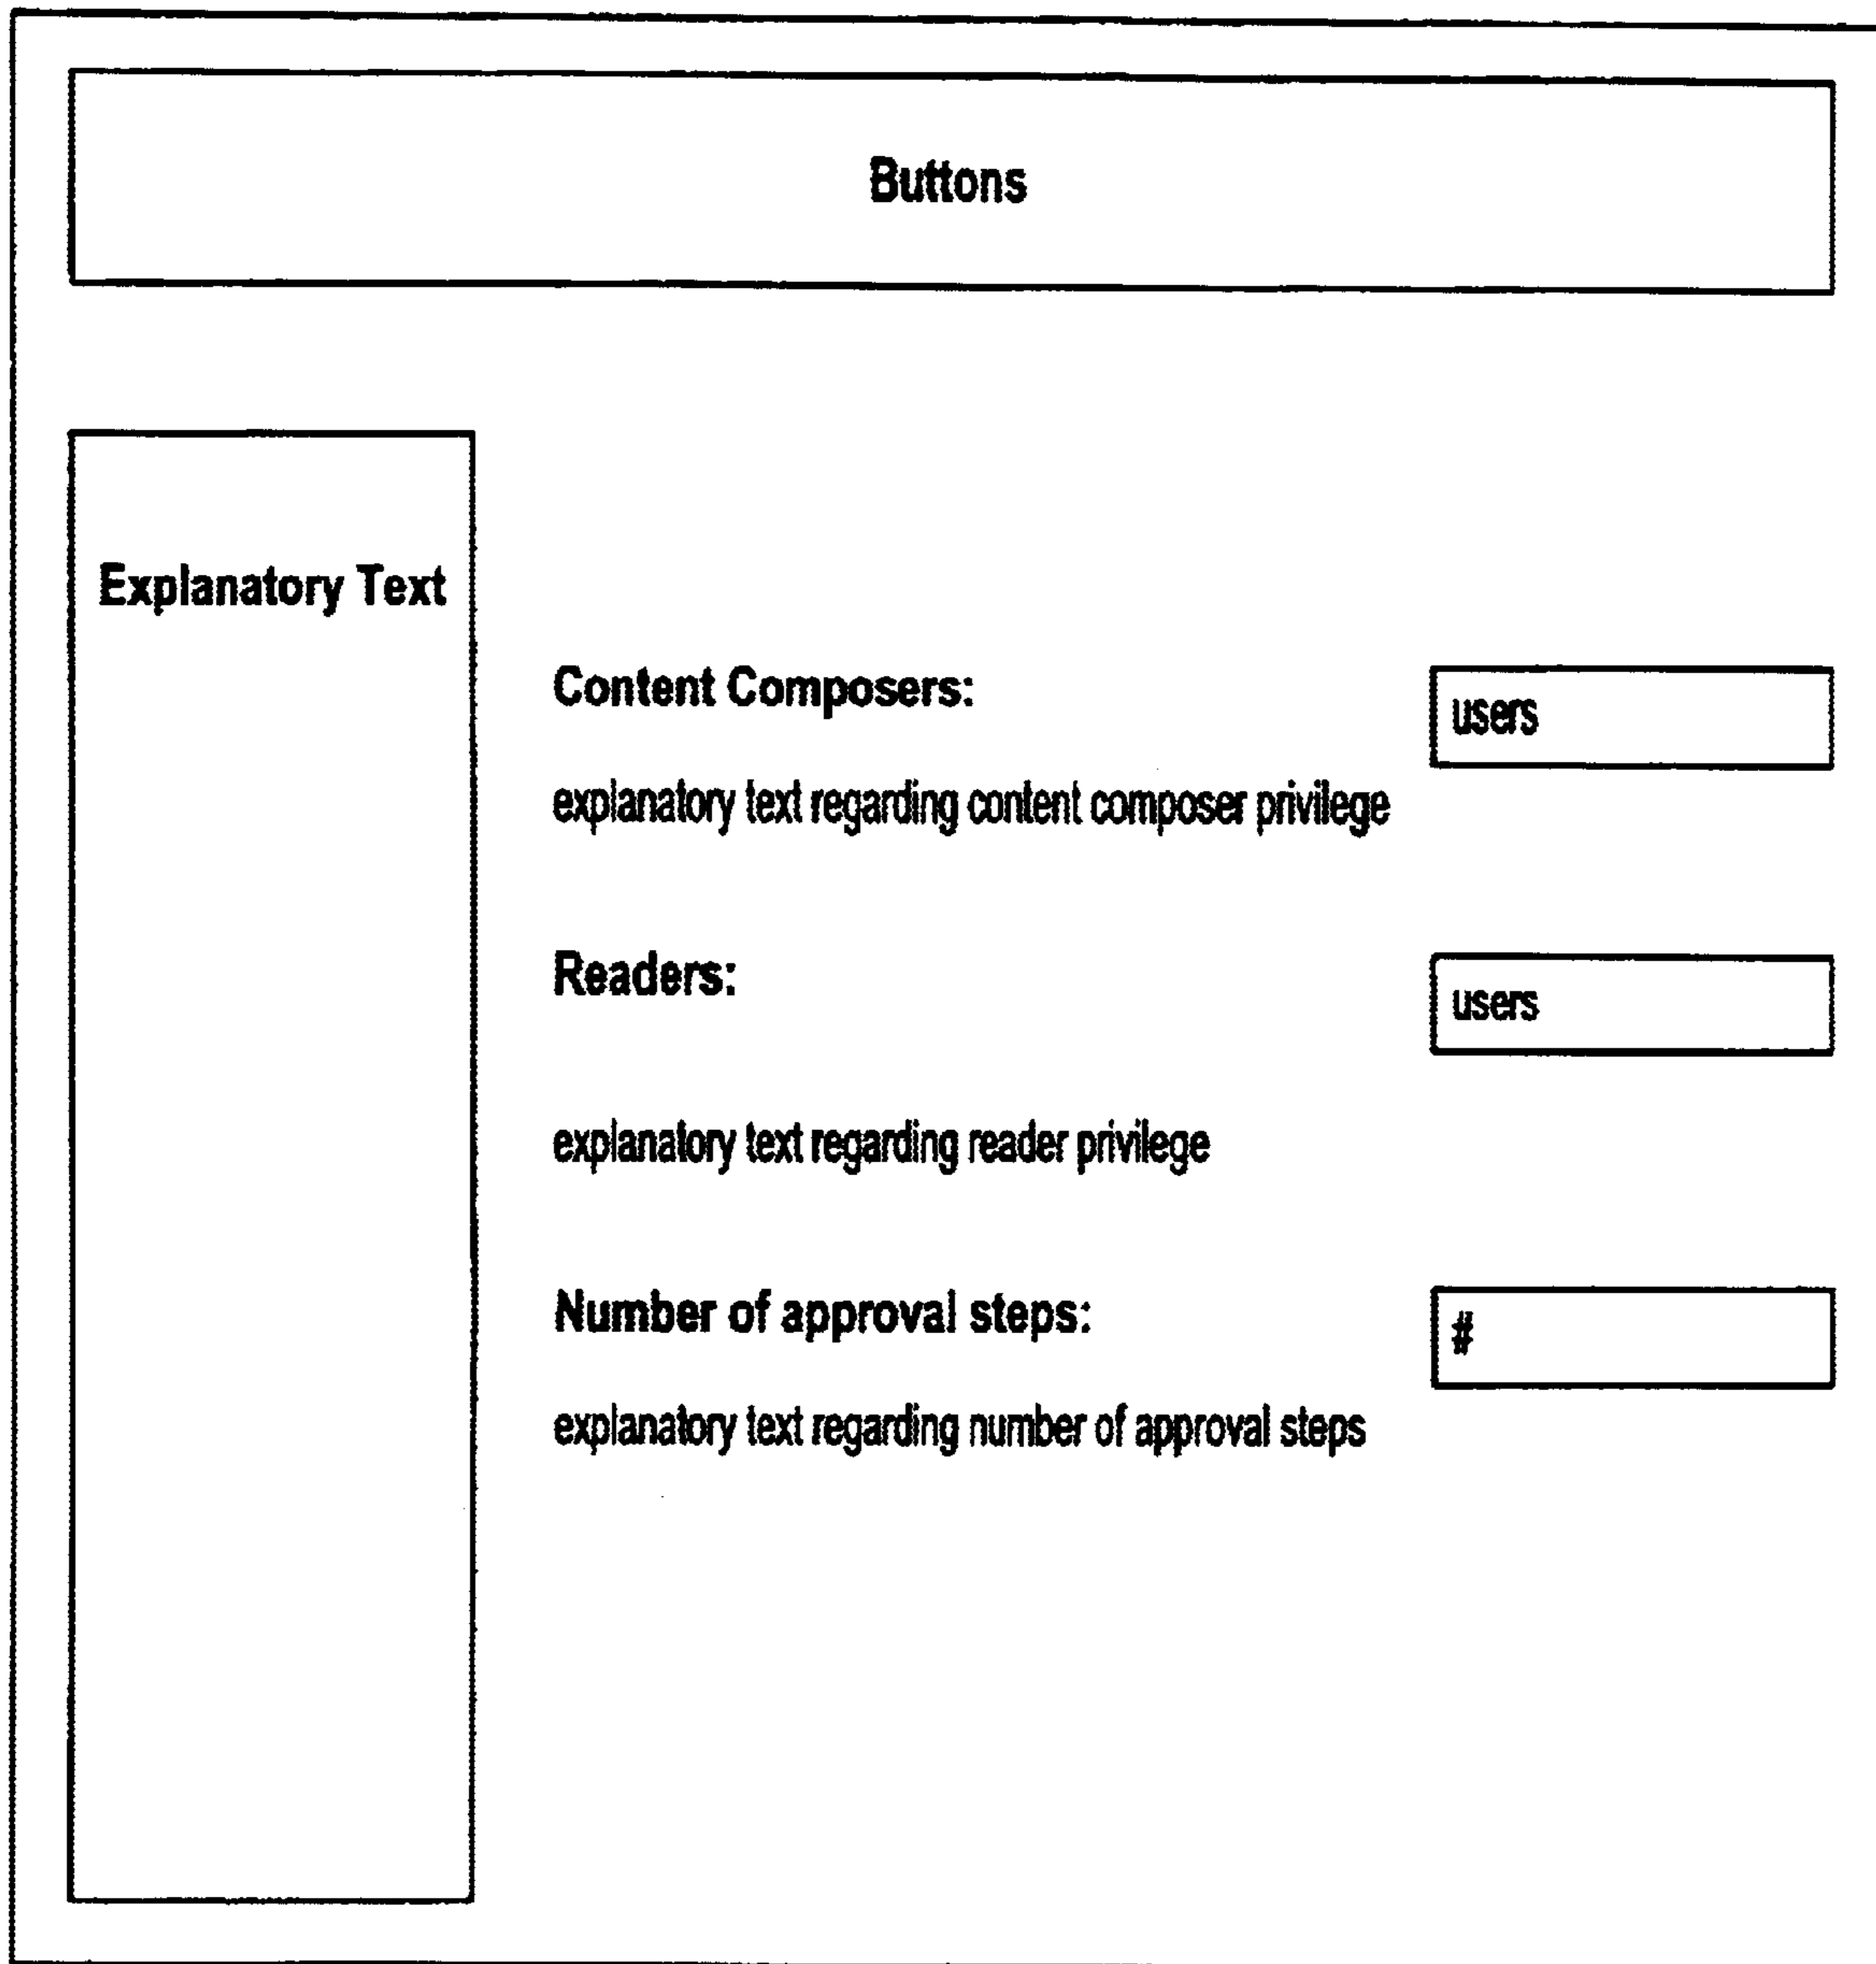 Buttons
Explanatory Text
Content Composers:
users
explanatory text regarding content composer privilege
Readers:
users
explanatory text regarding reader privilege
Number of approval steps:
#
explanatory text regarding number of approval steps